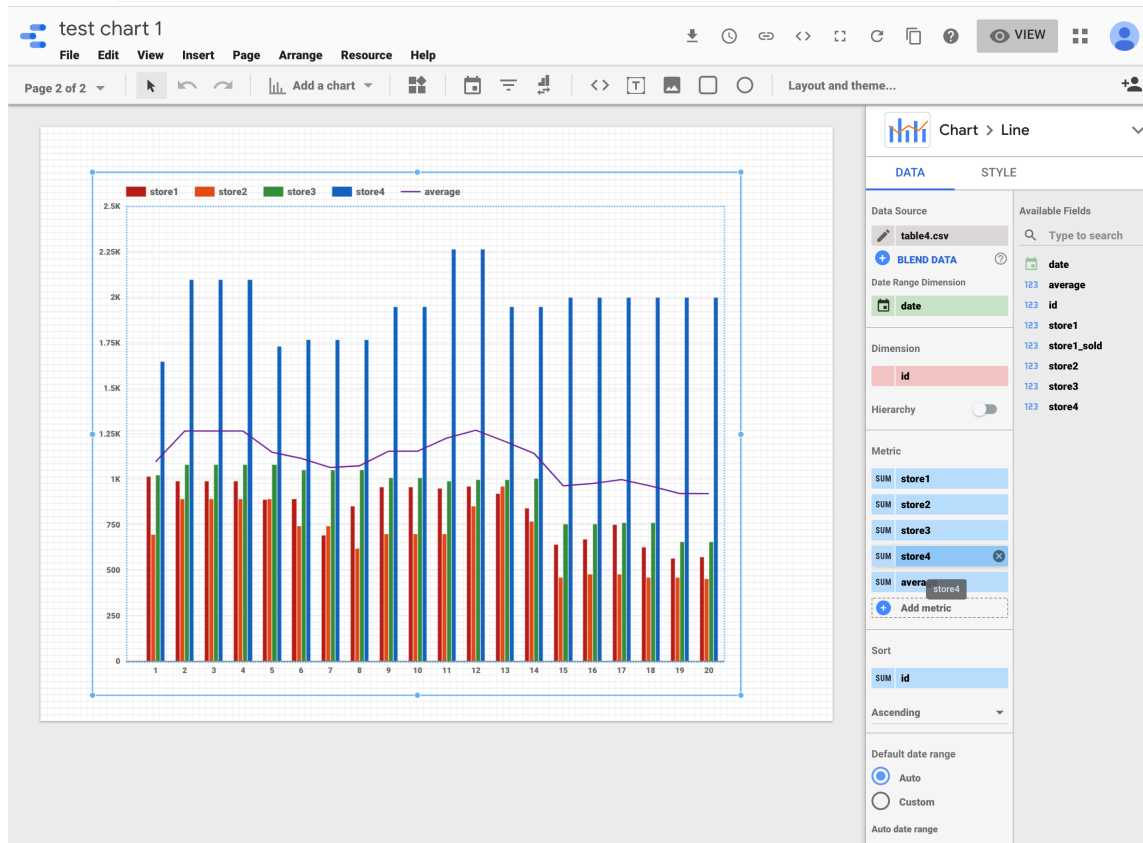 test chart 1
File Edit View Insert Page Arrange Resource Help
VIEW
Page 2 of 2
Add a chart
T
Layout and theme...
store1 store2 store3 store4 average
2.5K
2.25K
2K
1.75K
1.5K
1.25K
1K
750
500
250
0
1 2 3 4 5 6 7 8 9 10 11 12 13 14 15 16 17 18 19 20
Chart > Line
DATA STYLE
Data Source
table4.csv
BLEND DATA
Date Range Dimension
date
Dimension
id
Hierarchy
Metric
SUM store1
SUM store2
SUM store3
SUM store4
SUM avera
store4
Add metric
Sort
SUM id
Ascending
Default date range
Auto
Custom
Auto date range
Available Fields
Type to search
date
123 average
123 id
123 store1
123 store1_sold
123 store2
123 store3
123 store4